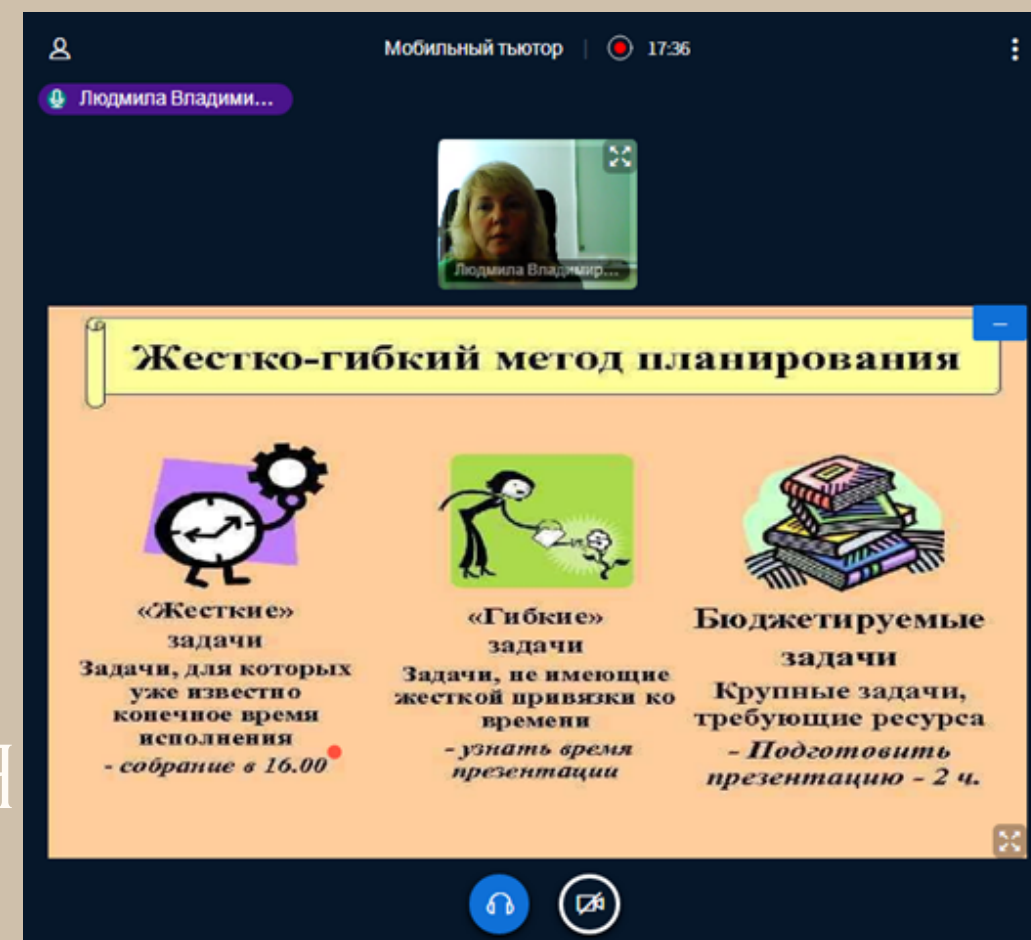 Мобильный тьютор
17:36
Людмила Владими...
Людмила Владимир...
Жестко-гибкий метод планирования
«Жесткие»
задачи
Задачи, для которых
уже известно
конечное время
исполнения
- собрание в 16.00
«Гибкие»
задачи
Задачи, не имеющие
жесткой привязки ко
времени
- узнать время
презентации
Бюджетируемые
задачи
Крупные задачи,
требующие ресурса
- Подготовить
презентацию - 2 ч.